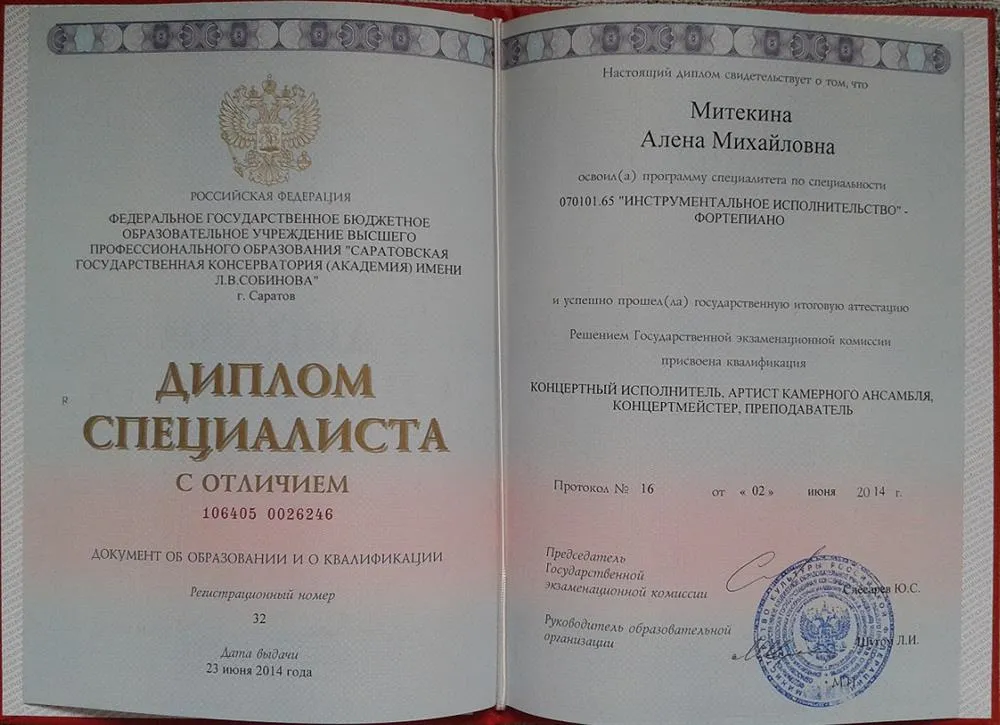 РОССИЙСКАЯ ФЕДЕРАЦИЯ
ФЕДЕРАЛЬНОЕ ГОСУДАРСТВЕННОЕ БЮДЖЕТНОЕ
ОБРАЗОВАТЕЛЬНОЕ УЧРЕЖДЕНИЕ ВЫСШЕГО
ПРОФЕССИОНАЛЬНОГО ОБРАЗОВАНИЯ "САРАТОВСКАЯ
ГОСУДАРСТВЕННАЯ КОНСЕРВАТОРИЯ (АКАДЕМИЯ) ИМЕНИ
Л.В.СОБИНОВА"
г. Саратов
ДИПЛОМ
СПЕЦИАЛИСТА
С ОТЛИЧИЕМ
106405 0026246
ДОКУМЕНТ ОБ ОБРАЗОВАНИИ И О КВАЛИФИКАЦИИ
Регистрационный номер
32
Дата выдачи
23 июня 2014 года
Настоящий диплом свидетельствует о том, что
Митекина
Алена Михайловна
освоил(а) программу специалитета по специальности
070101.65 "ИНСТРУМЕНТАЛЬНОЕ ИСПОЛНИТЕЛЬСТВО" -
ФОРТЕПИАНО
и успешно прошел(ла) государственную итоговую аттестацию
Решением Государственной экзаменационной комиссии
присвоена квалификация
КОНЦЕРТНЫЙ ИСПОЛНИТЕЛЬ, АРТИСТ КАМЕРНОГО АНСАМБЛЯ,
КОНЦЕРТМЕЙСТЕР, ПРЕПОДАВАТЕЛЬ
Протокол № 16 от « 02 » июня 2014 г.
Председатель
Государственной
экзаменационной комиссии
Слесарев Ю.С.
Руководитель образовательной
организации
Шугом Л.И.
М.П.